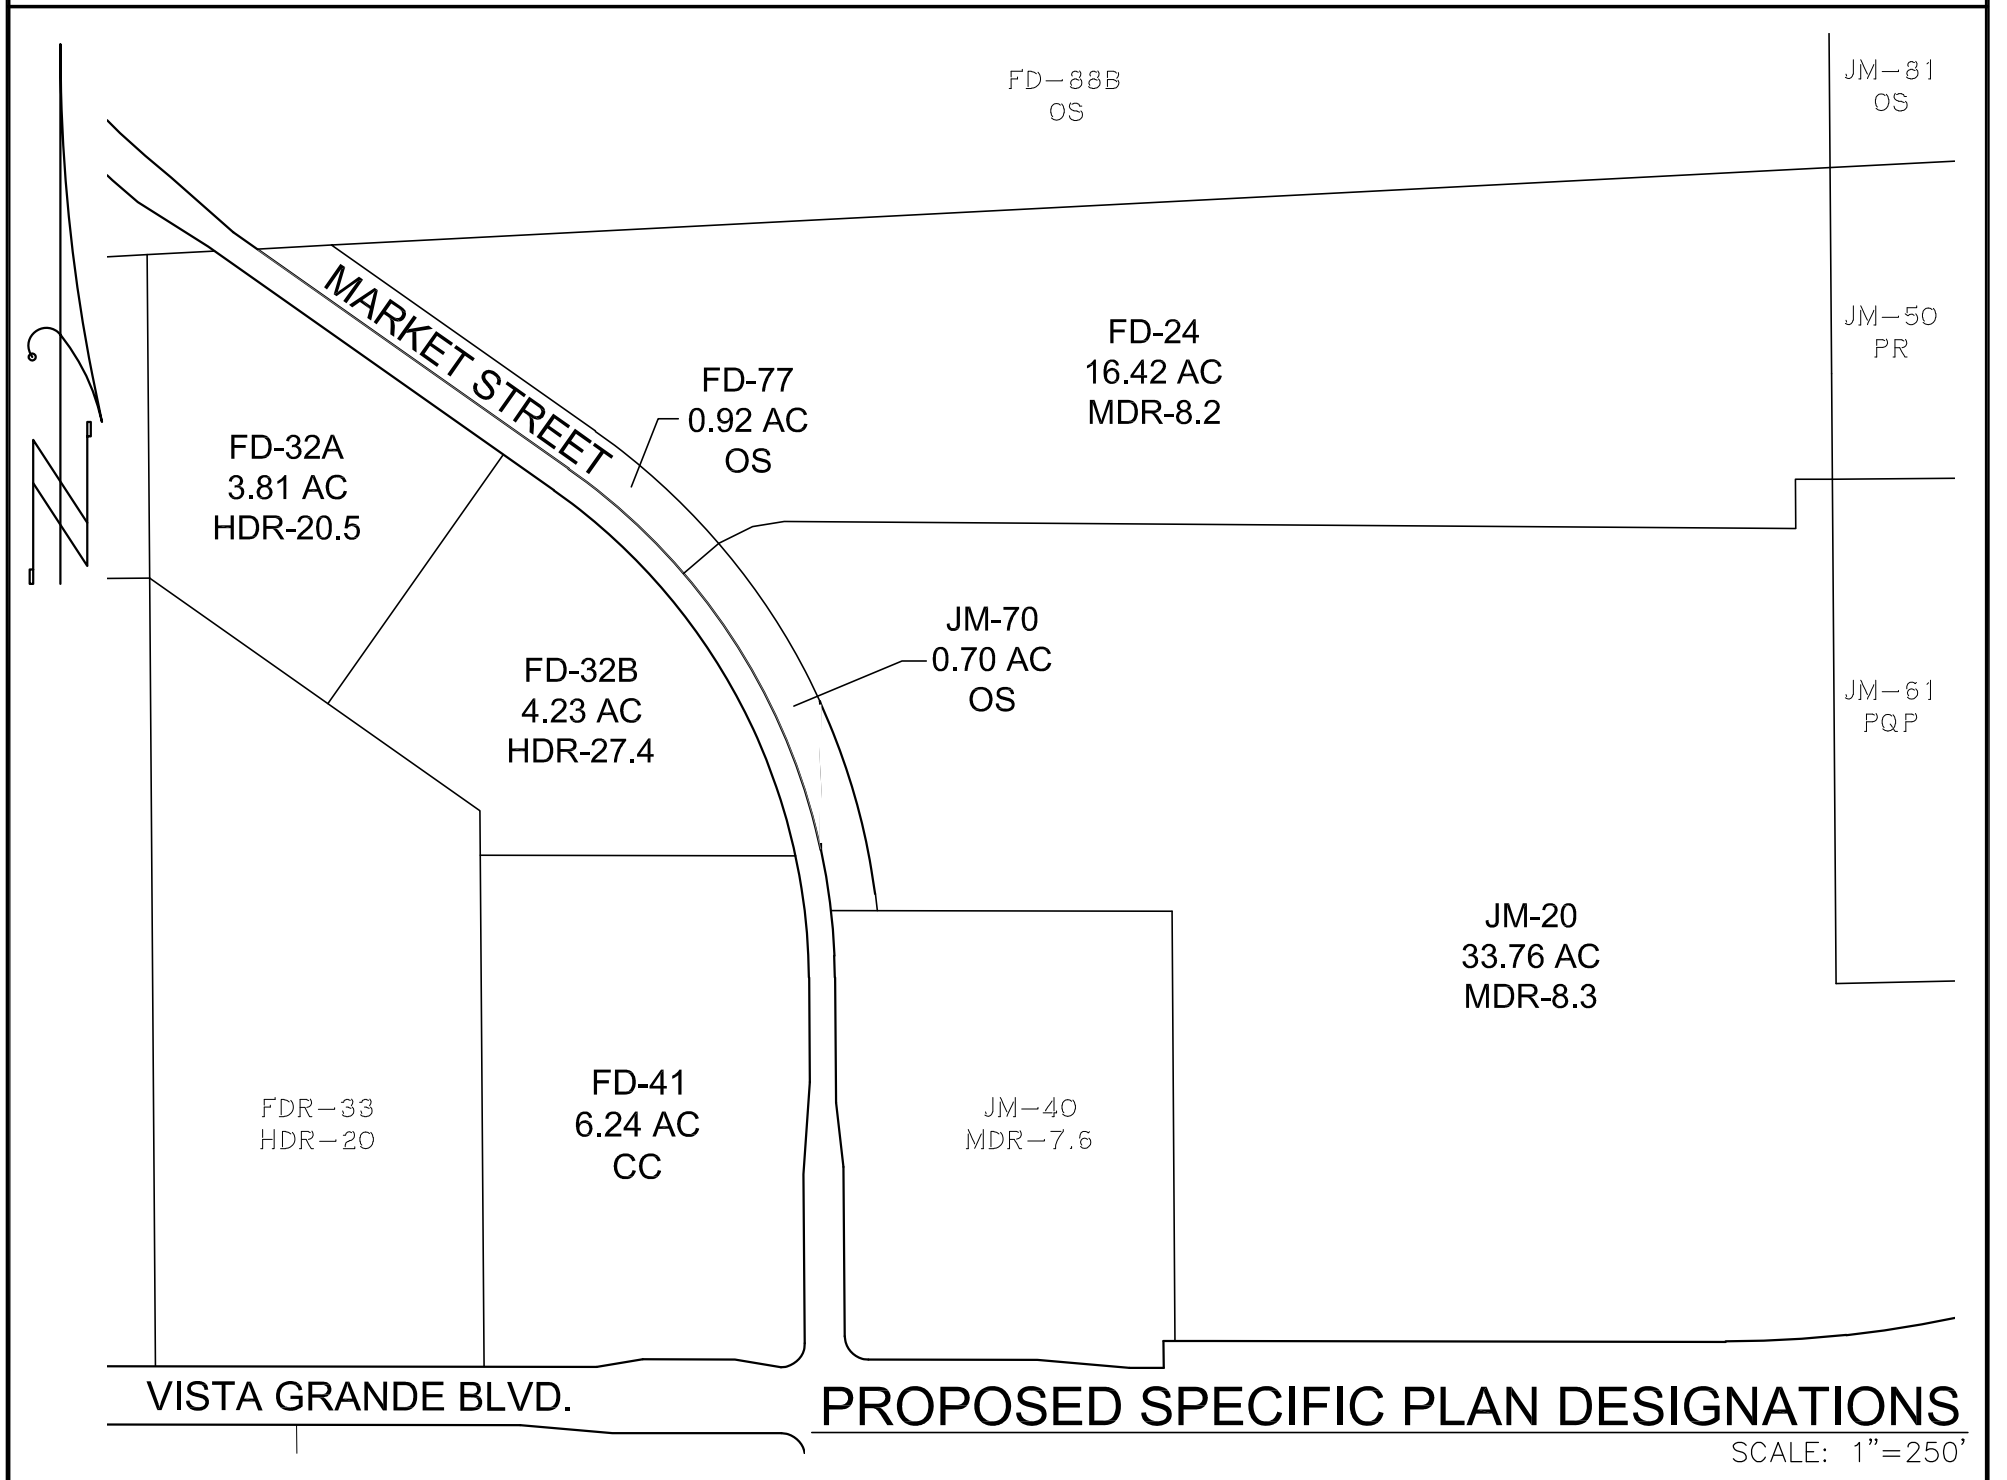 FD-88B
OS
JM-81
OS
MARKET STREET
FD-24
16.42 AC
MDR-8.2
JM-50
PR
FD-77
0.92 AC
OS
FD-32A
3.81 AC
HDR-20.5
JM-70
0.70 AC
OS
FD-32B
4.23 AC
HDR-27.4
JM-61
PQP
JM-20
33.76 AC
MDR-8.3
FDR-33
HDR-20
FD-41
6.24 AC
CC
JM-40
MDR-7.6
VISTA GRANDE BLVD.
PROPOSED SPECIFIC PLAN DESIGNATIONS
SCALE: 1"=250'
N